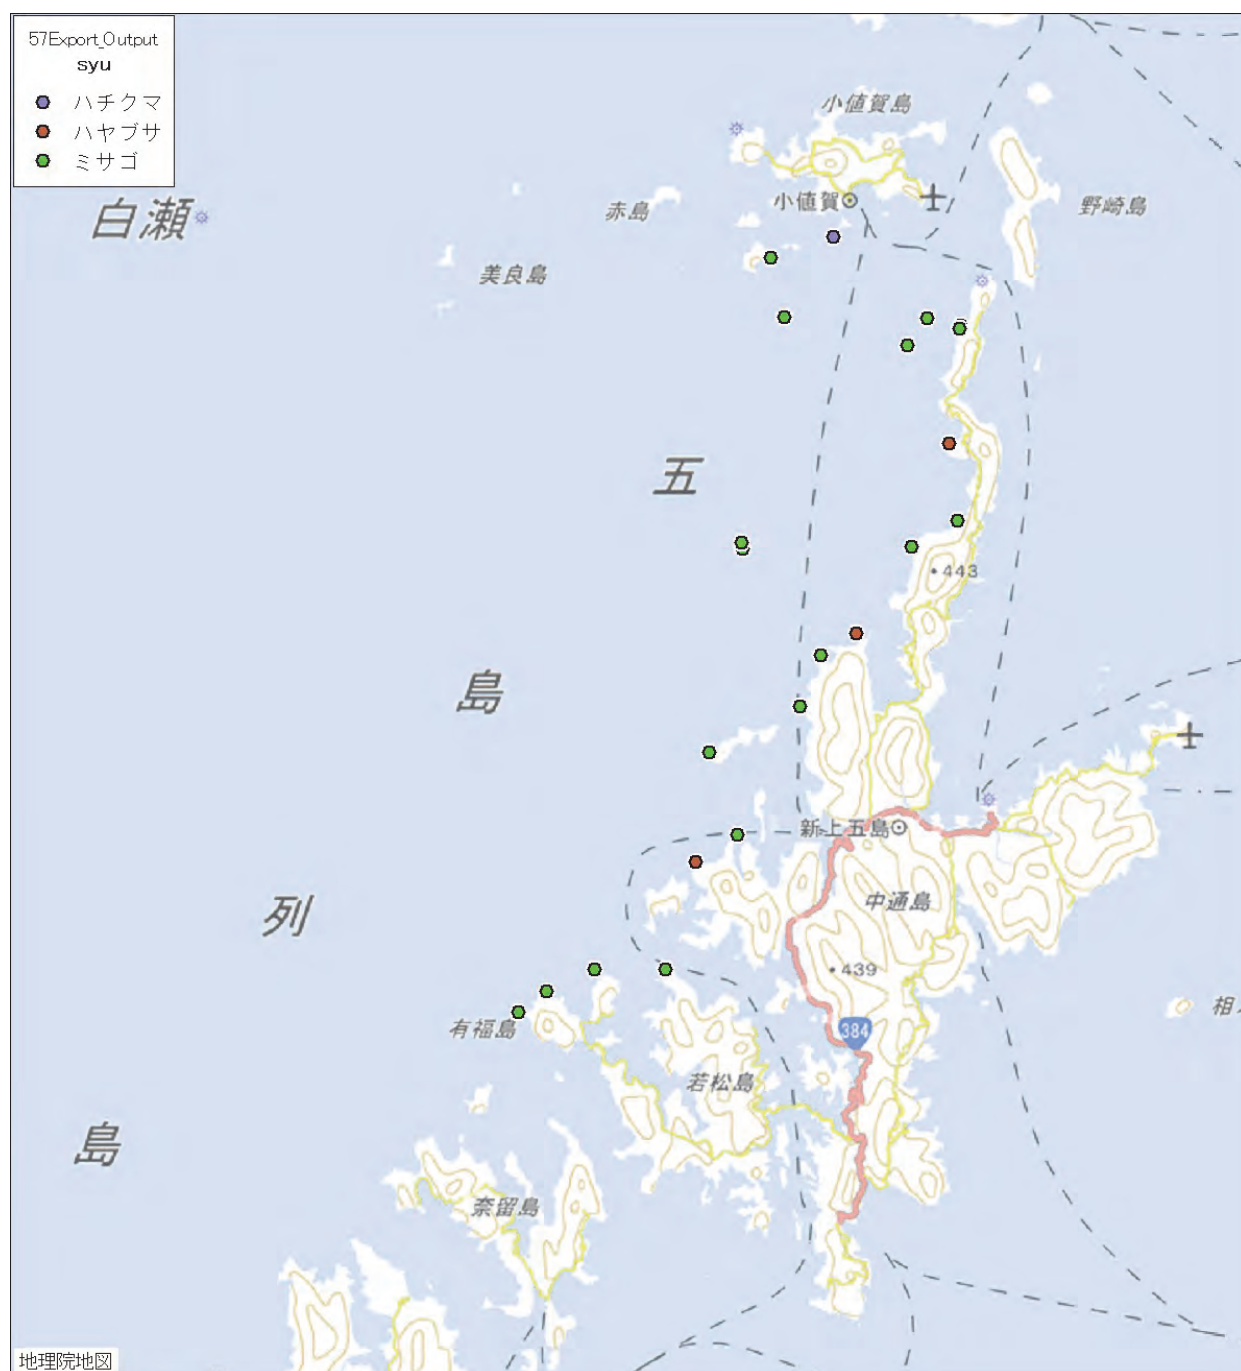 57Export_Output
syu
ハチクマ
ハヤブサ
ミサゴ
小値賀島
白瀬
赤島
小値賀
野崎島
美良島
五
443
島
新上五島
列
中通島
439
相
有福島
384
若松島
島
奈留島
地理院地図